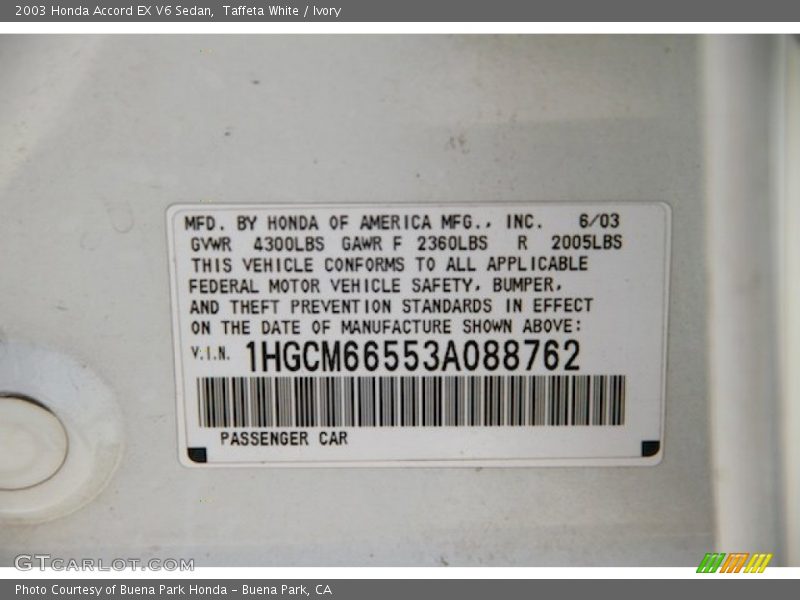 2003 Honda Accord EX V6 Sedan,  Taffeta White / Ivory
MFD. BY HONDA OF AMERICA MFG., INC.   6/03
GVWR  4300LBS  GAWR F  2360LBS   R  2005LBS
THIS VEHICLE CONFORMS TO ALL APPLICABLE
FEDERAL MOTOR VEHICLE SAFETY, BUMPER,
AND THEFT PREVENTION STANDARDS IN EFFECT
ON THE DATE OF MANUFACTURE SHOWN ABOVE:
V.I.N. 1HGCM66553A088762
PASSENGER CAR
GTCARLOT.COM
Photo Courtesy of Buena Park Honda - Buena Park, CA